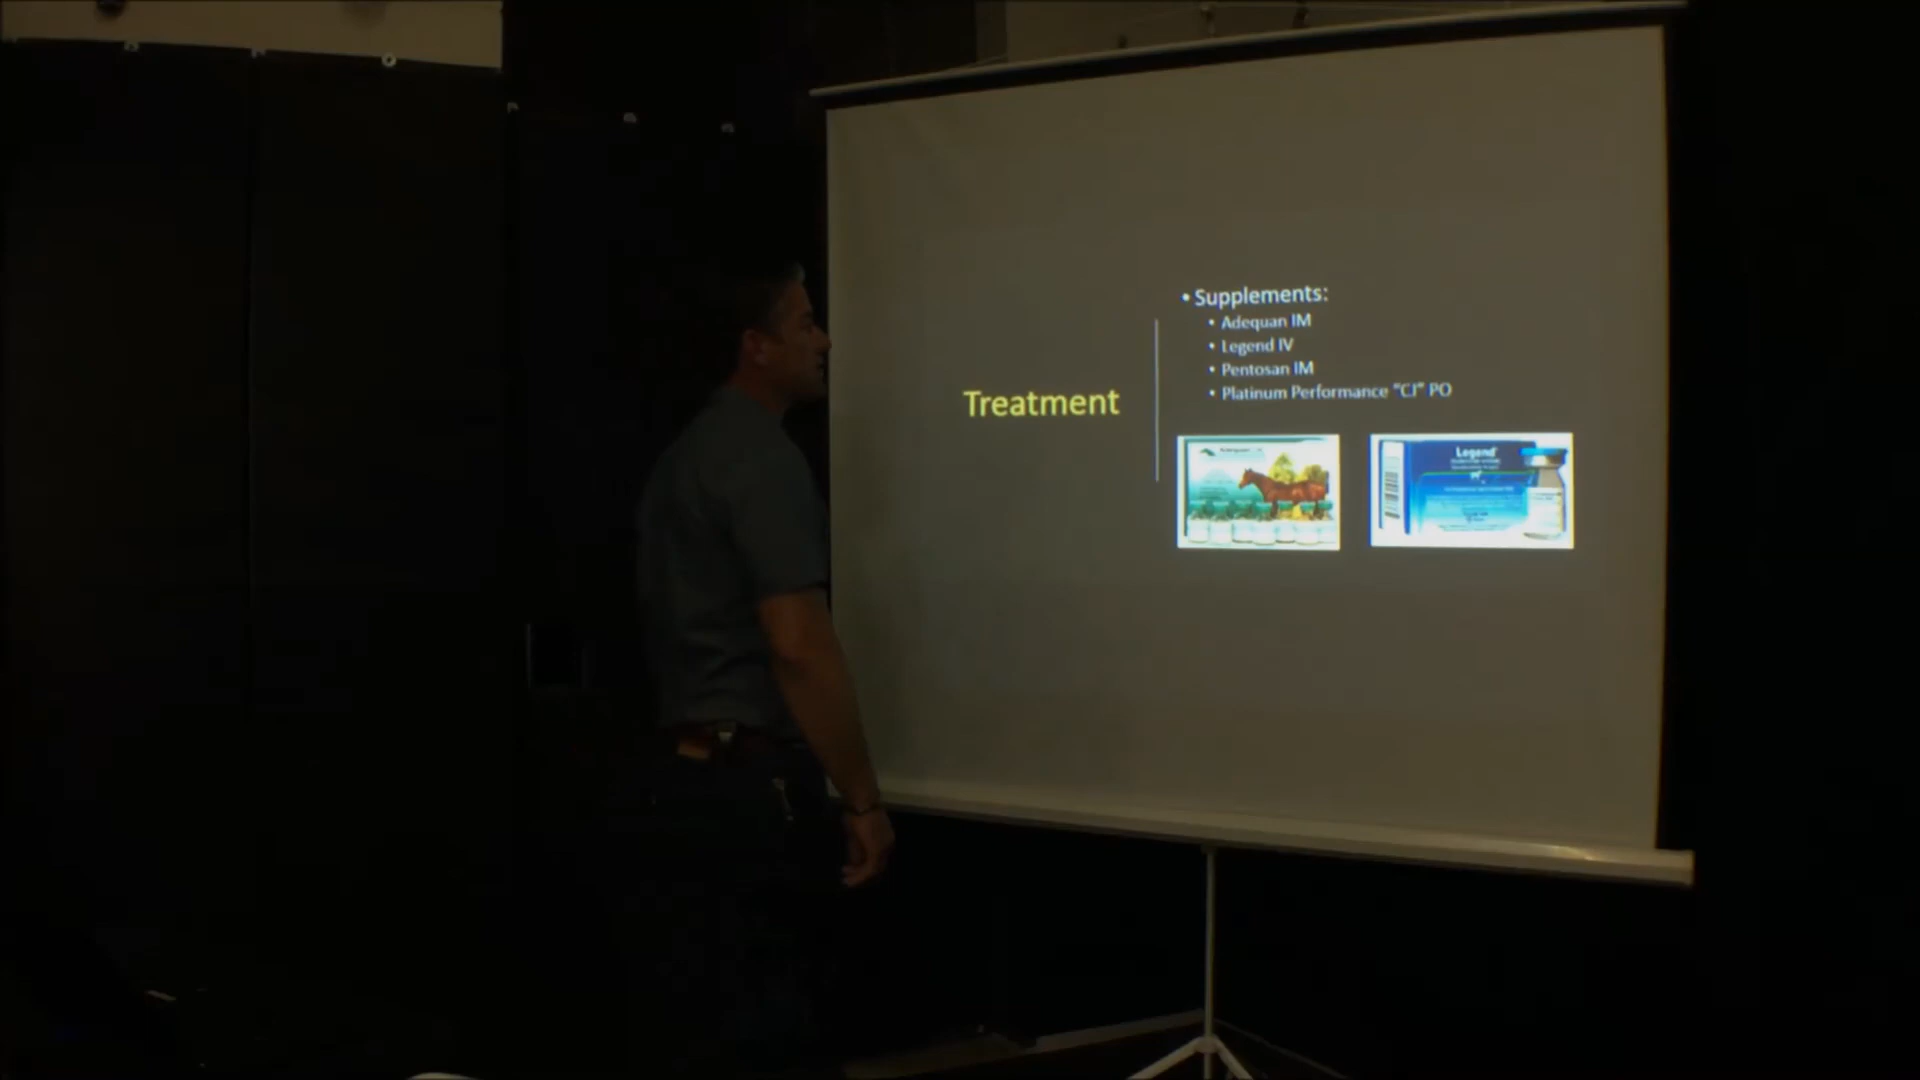 Treatment
• Supplements:
• Adequan IM
• Legend IV
• Pentosan IM
• Platinum Performance "CJ" PO
Legend